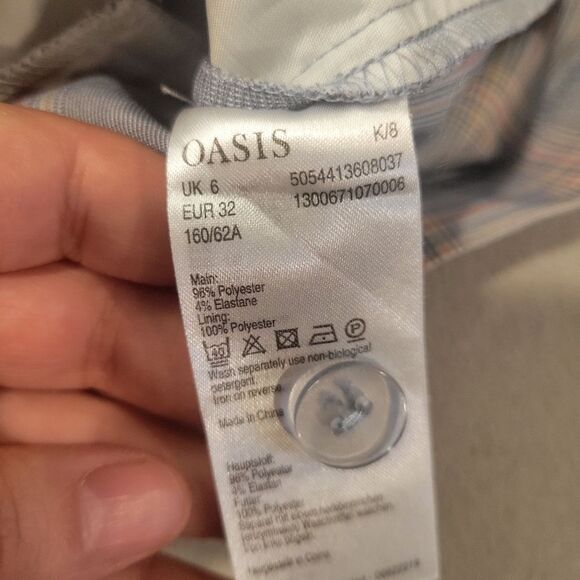 K/8
OASIS
UK 6 5054413608037
EUR 32 1300671070006
160/62A
Main:
96% Polyester
4% Elastane
Lining:
100% Polyester
40 P
Wash separately use non-biological
detergent.
Iron on reverse.
Made in China
Hauptstoff:
96% Polyester
4% Elastan
Futter:
100% Polyester